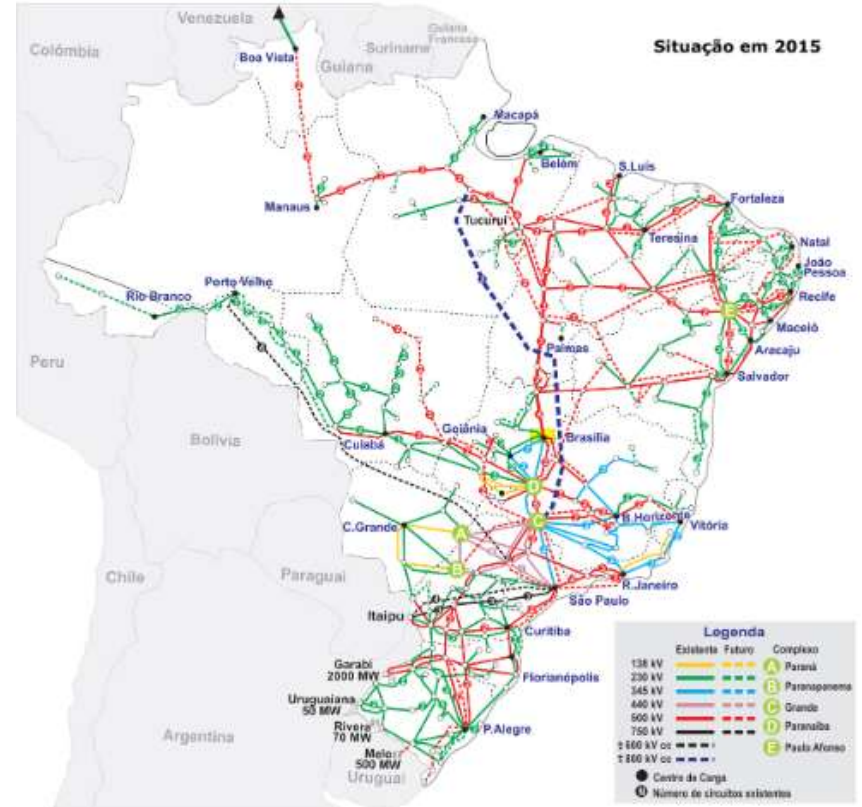 Venezuela
Guiana
Francesa
Suriname
Colômbia
Guiana
Situação em 2015
Boa Vista
Macapá
Belém
S.Luís
Manaus
Fortaleza
Tucuruí
Teresina
Natal
João
Pessoa
Porto Velho
Rio Branco
Recife
E
Maceió
Palmas
Aracaju
Peru
Salvador
Goiânia
Brasília
Cuiabá
Bolívia
D
C.Grande
A
C
B.Horizonte
Vitória
B
Chile
Paraguai
R.Janeiro
São Paulo
Itaipu
Curitiba
Garabi
2000 MW
Florianópolis
Uruguaiana
50 MW
Rivera
70 MW
P.Alegre
Argentina
Melo
500 MW
Uruguai
Legenda
Existente Futuro Complexo
138 kV A Paraná
230 kV
345 kV B Paranapanema
440 kV C Grande
500 kV
750 kV D Paranaíba
± 600 kV cc E Paulo Afonso
± 800 kV cc
Centro de Carga
N Número de circuitos existentes